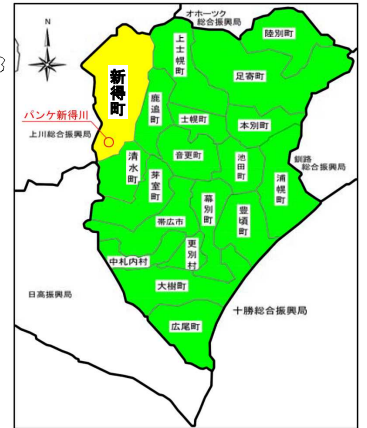 N
オホーツク
総合振興局
陸別町
上士幌町
足寄町
新得町
鹿追町
士幌町
本別町
パンケ新得川
上川総合振興局
清水町
芽室町
音更町
池田町
浦幌町
釧路
総合振興局
幕別町
豊頃町
帯広市
更別村
中札内村
大樹町
日高振興局
十勝総合振興局
広尾町